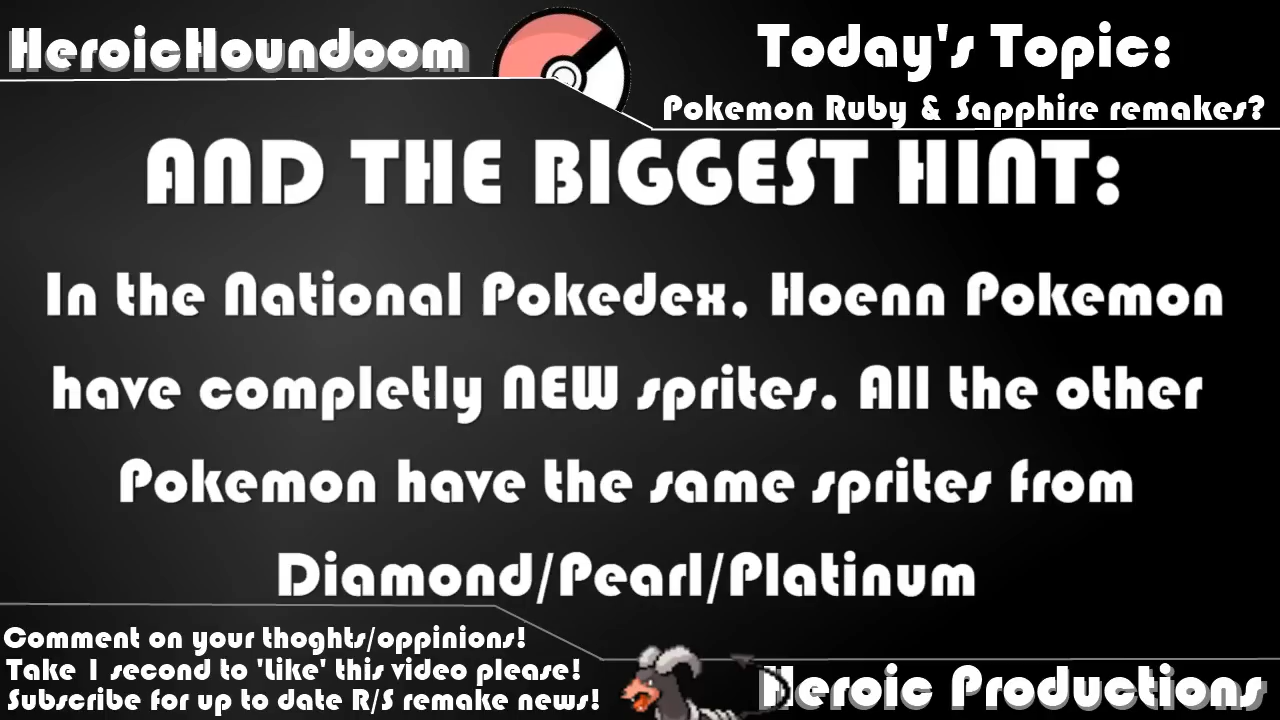 HeroicHoundoom
Today's Topic:
Pokemon Ruby & Sapphire remakes?
AND THE BIGGEST HINT:
In the National Pokedex, Hoenn Pokemon
have completly NEW sprites. All the other
Pokemon have the same sprites from
Diamond/Pearl/Platinum
Comment on your thoghts/oppinions!
Take 1 second to 'Like' this video please!
Subscribe for up to date R/S remake news!
Heroic Productions